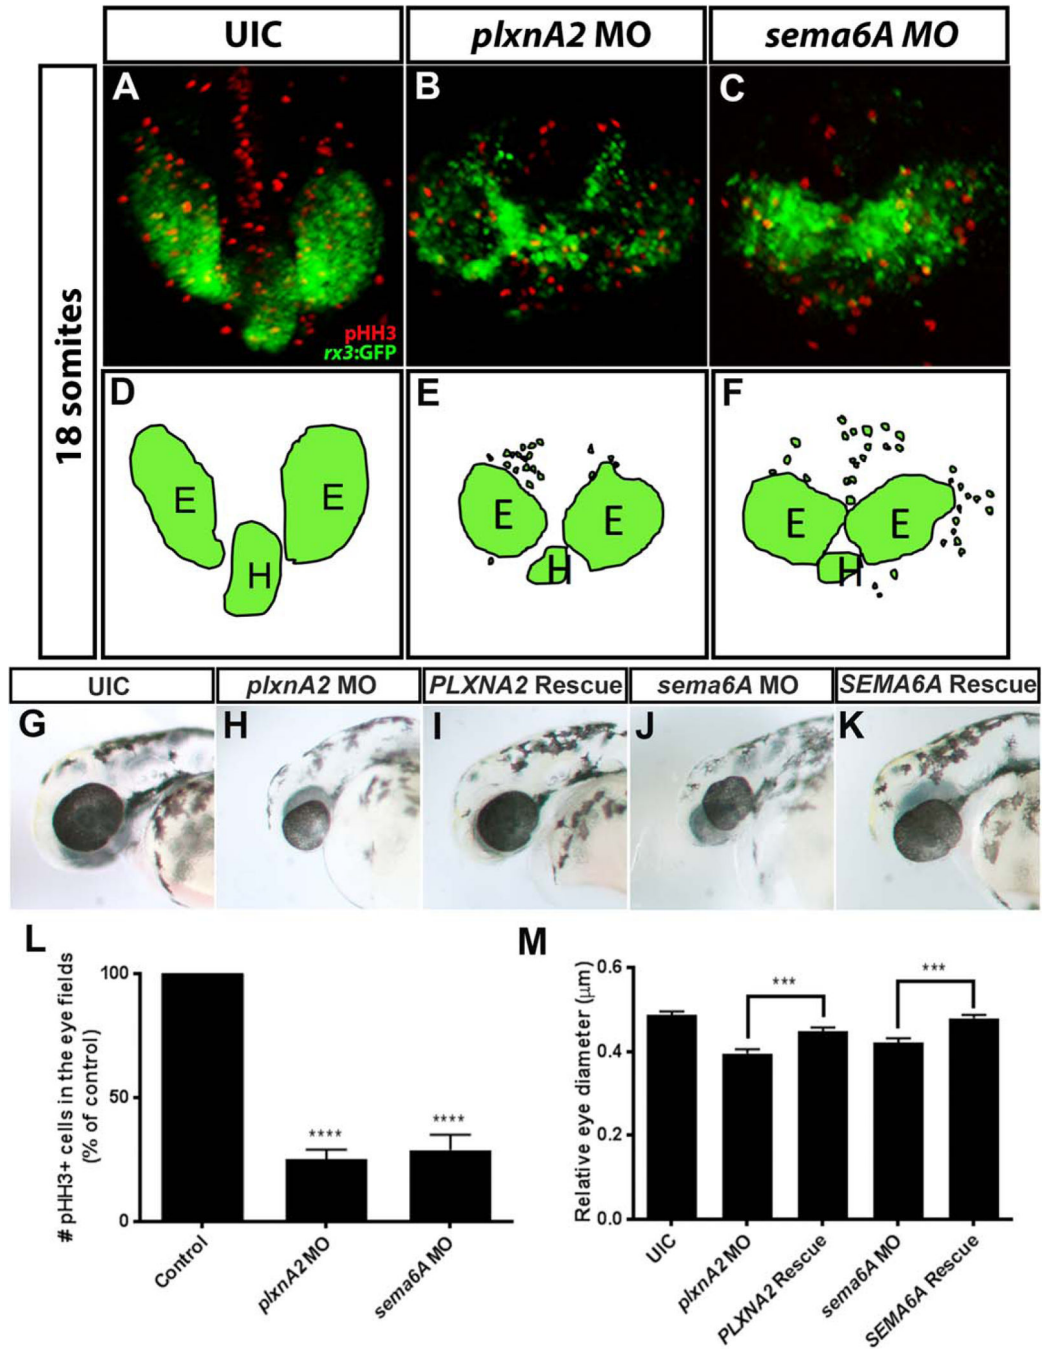 UIC
plxnA2 MO
sema6A MO
18 somites
A
B
C
pHH3
rx3:GFP
D
E
F
E
E
H
E
E
H
E
E
H
UIC
plxnA2 MO
PLXNA2 Rescue
sema6A MO
SEMA6A Rescue
G
H
I
J
K
L
# pHH3+ cells in the eye fields
(% of control)
100
50
0
****
****
Control
plxnA2 MO
sema6A MO
M
Relative eye diameter (μm)
0.6
0.4
0.2
0.0
***
***
UIC
plxnA2 MO
PLXNA2 Rescue
sema6A MO
SEMA6A Rescue